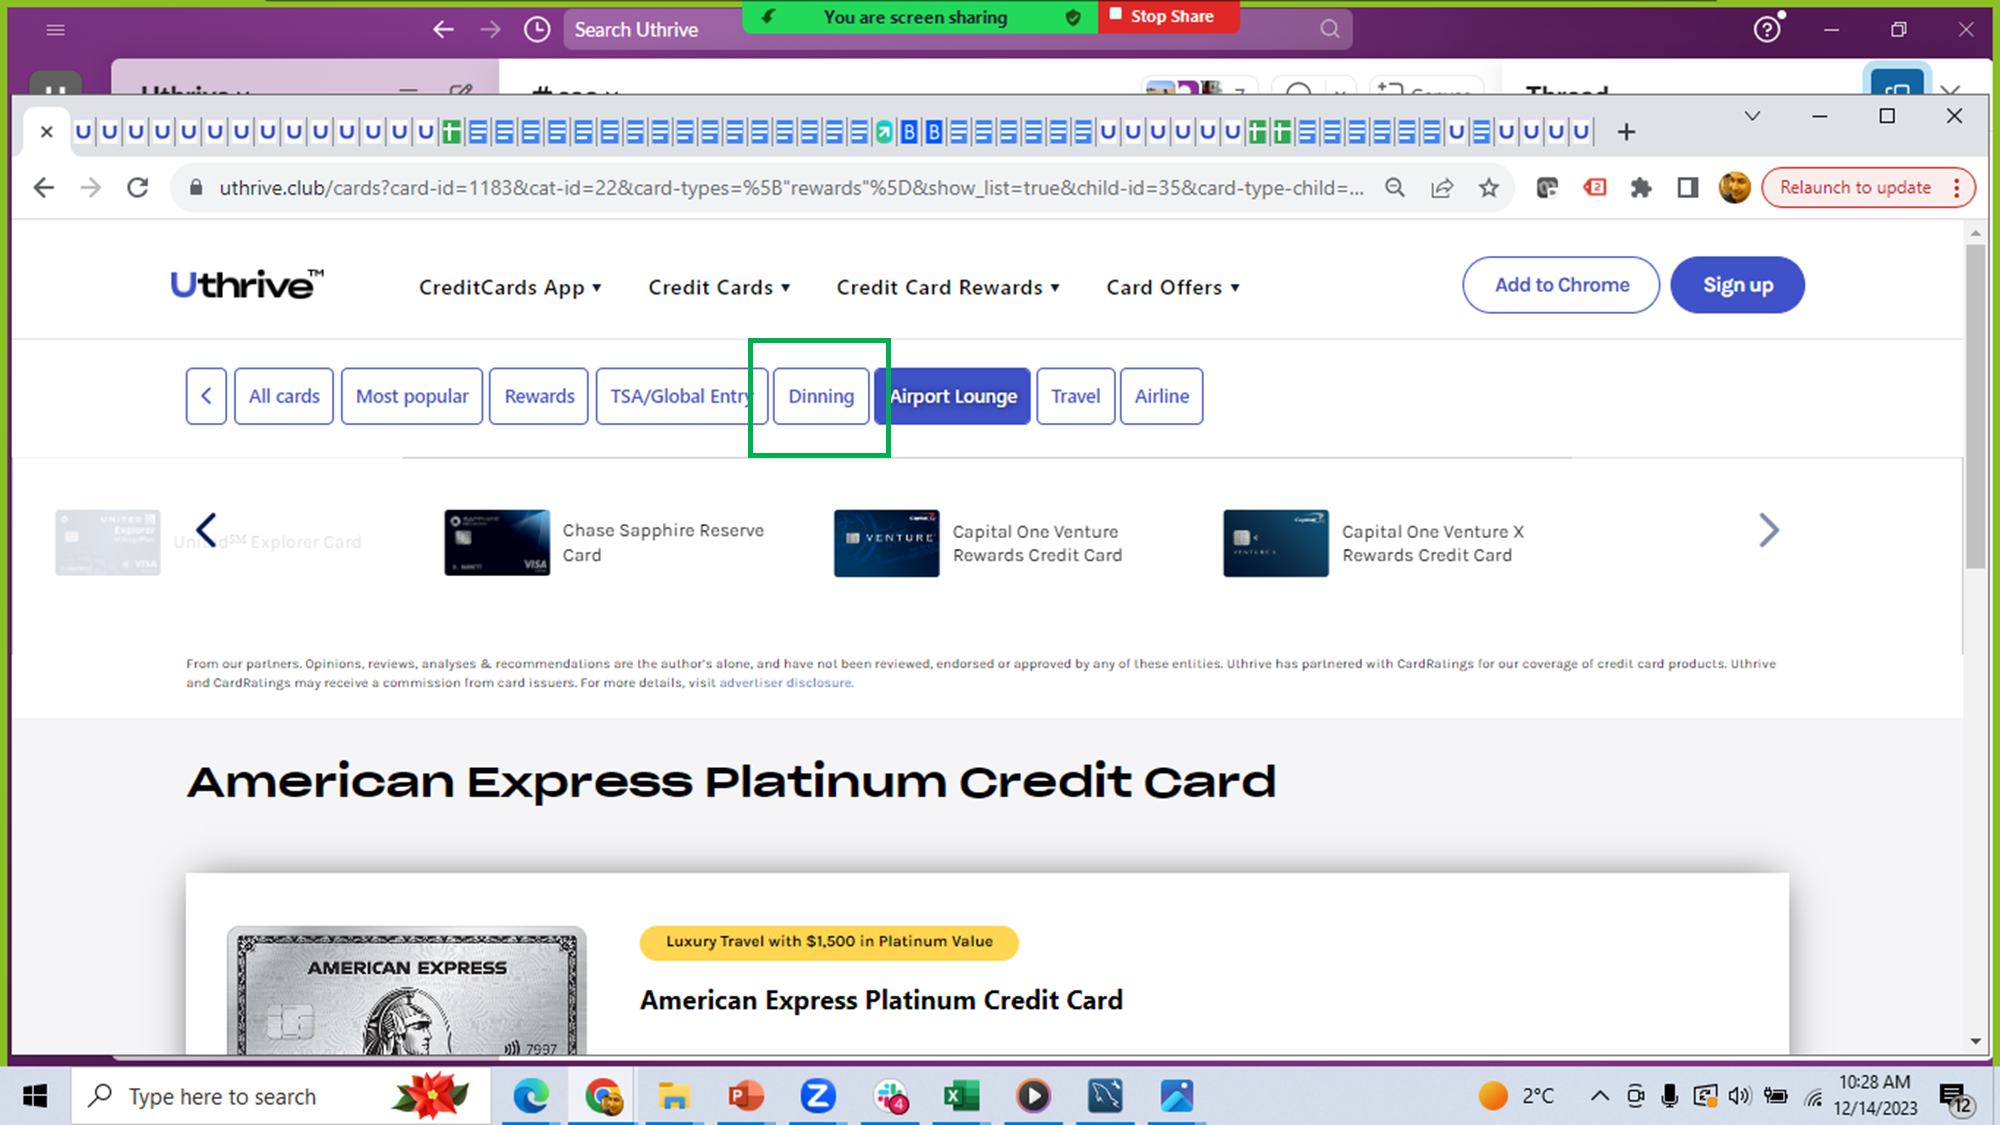 Search Uthrive
You are screen sharing
Stop Share
Uthrive
Thread
uthrive.club/cards?card-id=1183&cat-id=22&card-types=%5B"rewards"%5D&show_list=true&child-id=35&card-type-child=...
Relaunch to update
Uthrive™
CreditCards App ▾
Credit Cards ▾
Credit Card Rewards ▾
Card Offers ▾
Add to Chrome
Sign up
All cards
Most popular
Rewards
TSA/Global Entry
Dinning
Airport Lounge
Travel
Airline
United℠ Explorer Card
Chase Sapphire Reserve
Card
VISA
VENTURE
Capital One Venture
Rewards Credit Card
Capital One Venture X
Rewards Credit Card
From our partners. Opinions, reviews, analyses & recommendations are the author's alone, and have not been reviewed, endorsed or approved by any of these entities. Uthrive has partnered with CardRatings for our coverage of credit card products. Uthrive
and CardRatings may receive a commission from card issuers. For more details, visit advertiser disclosure.
American Express Platinum Credit Card
AMERICAN EXPRESS
7997
Luxury Travel with $1,500 in Platinum Value
American Express Platinum Credit Card
Type here to search
4
2°C
10:28 AM
12/14/2023
12